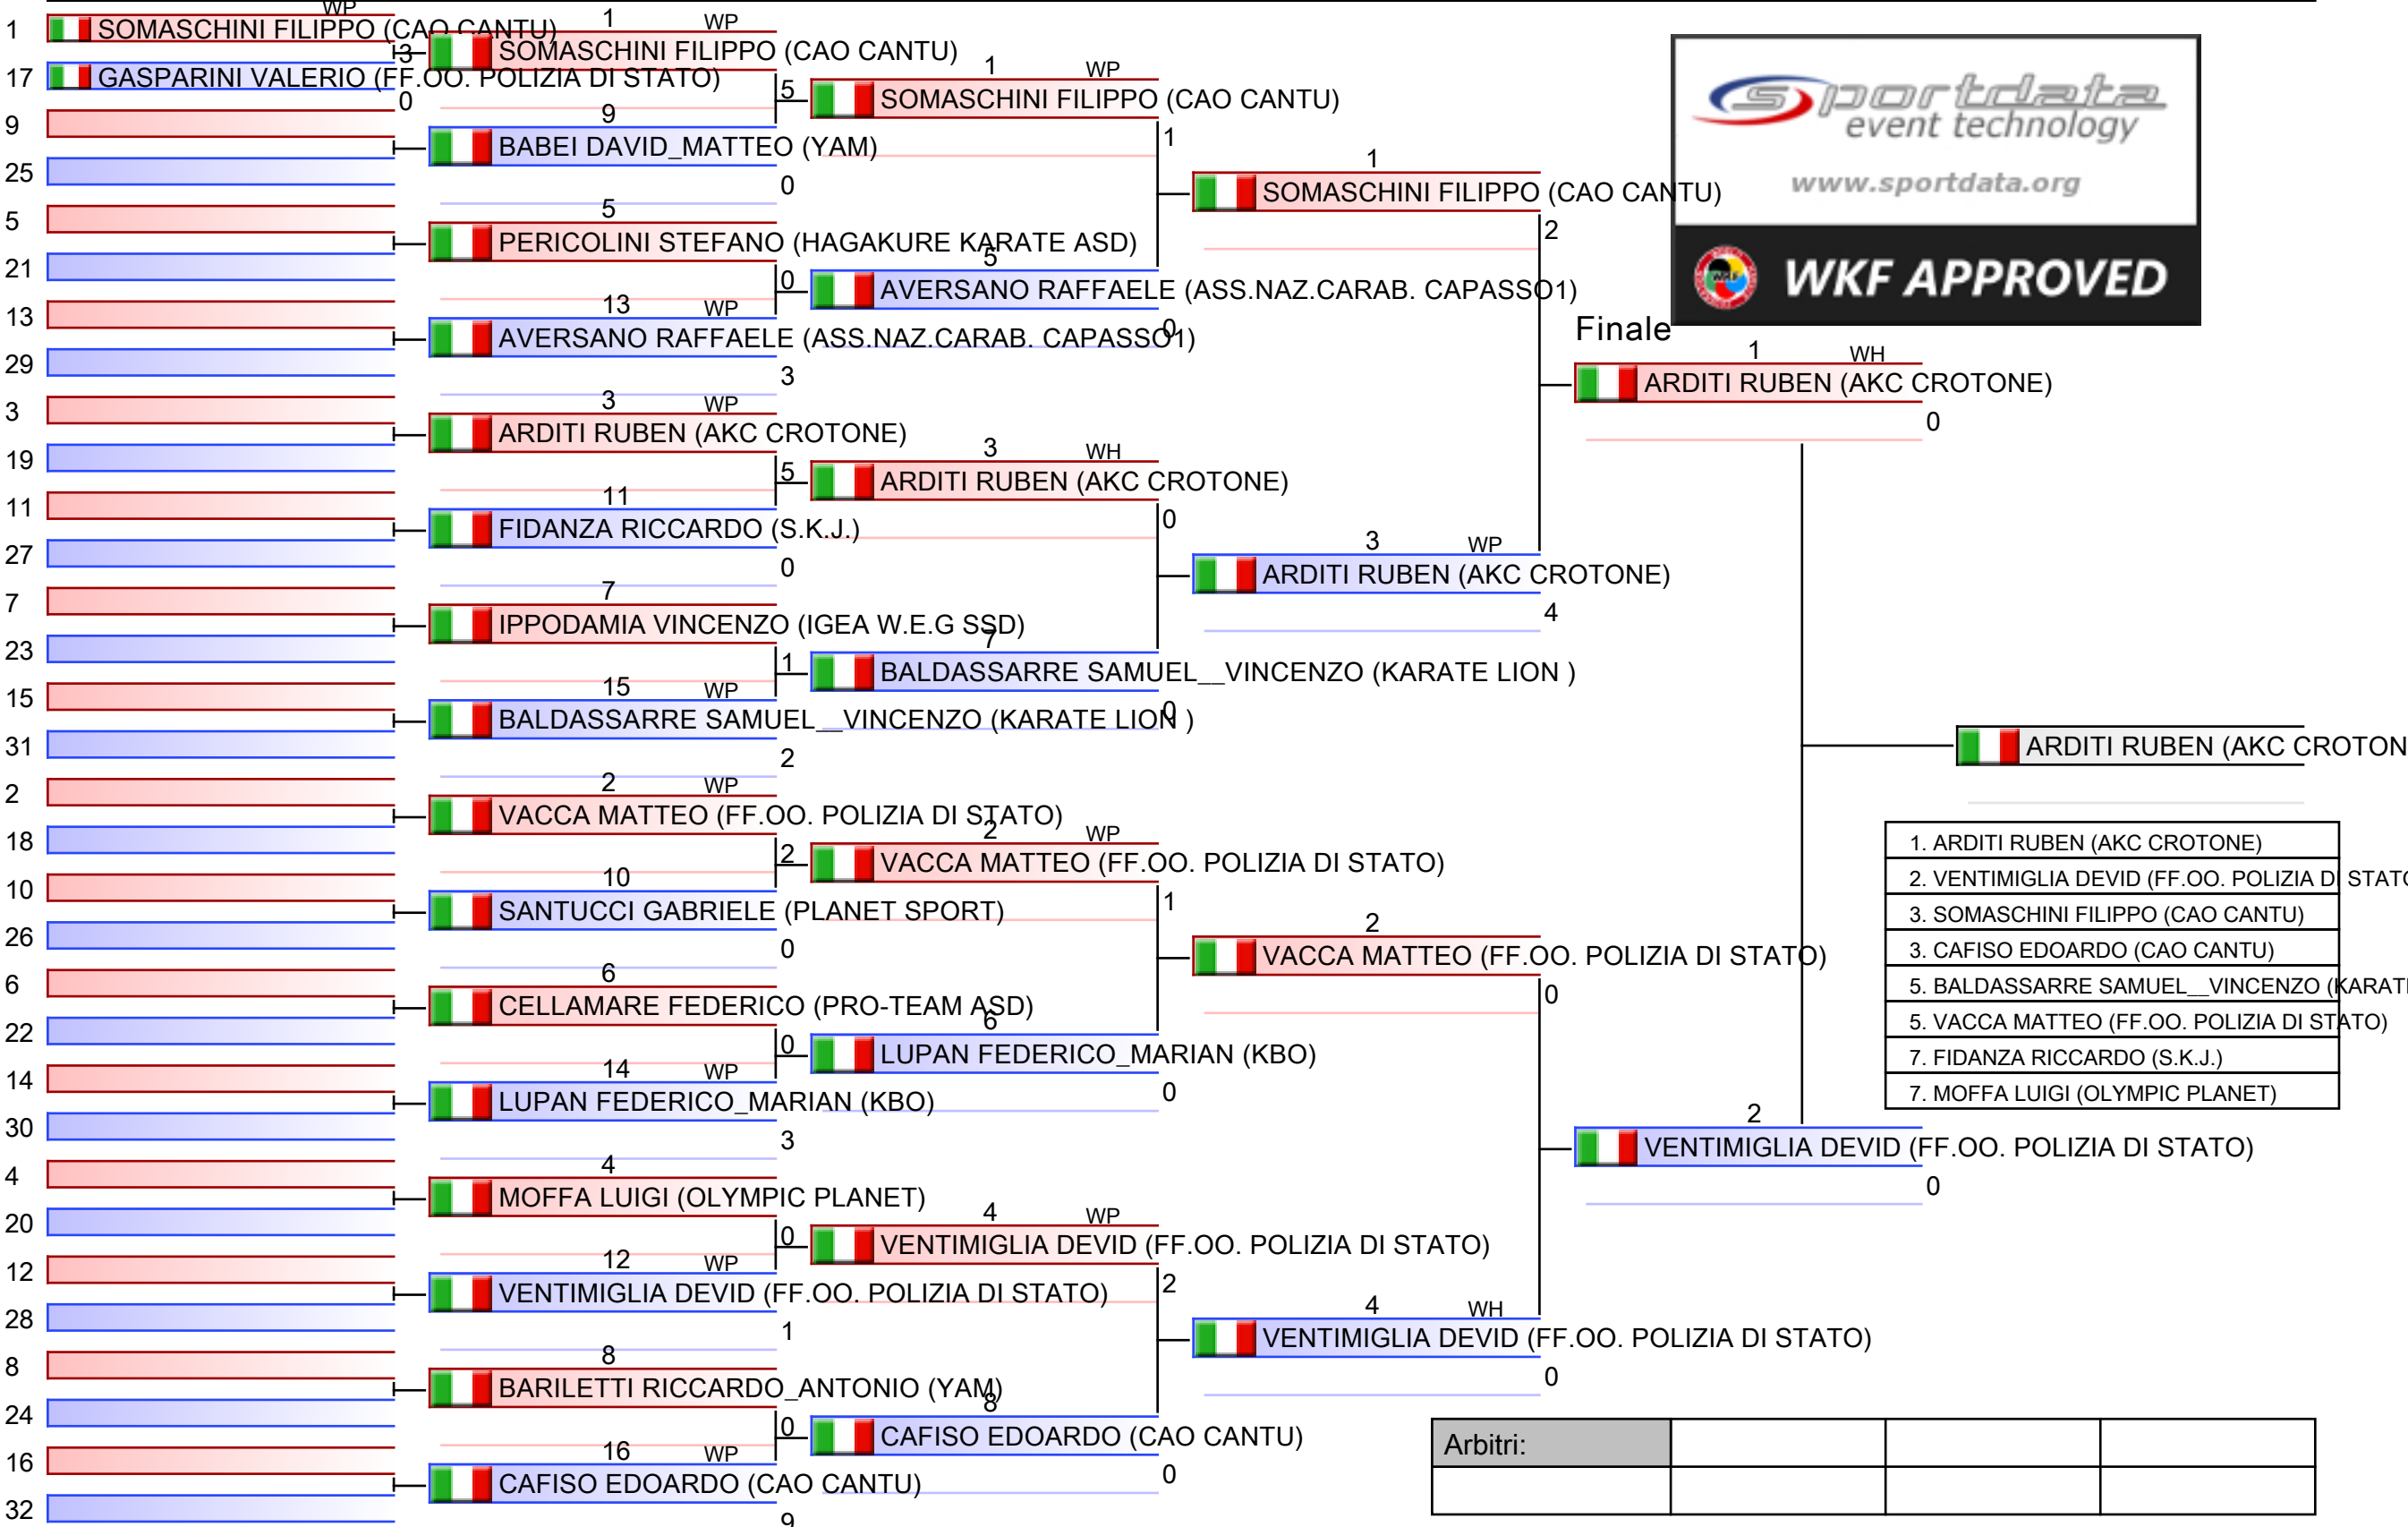 WP
1 SOMASCHINI FILIPPO (CAO CANTU)
3
17 GASPARINI VALERIO (FF.OO. POLIZIA DI STATO)
0
9
25
5
21
13
29
3
19
11
27
7
23
15
31
2
18
10
26
6
22
14
30
4
20
12
28
8
24
16
32
1 WP
SOMASCHINI FILIPPO (CAO CANTU)
5
9
BABEI DAVID_MATTEO (YAM)
0
5
PERICOLINI STEFANO (HAGAKURE KARATE ASD)
0
13 WP
AVERSANO RAFFAELE (ASS.NAZ.CARAB. CAPASSO1)
3
3 WP
ARDITI RUBEN (AKC CROTONE)
5
11
FIDANZA RICCARDO (S.K.J.)
0
7
IPPODAMIA VINCENZO (IGEA W.E.G SSD)
1
15 WP
BALDASSARRE SAMUEL__VINCENZO (KARATE LION )
2
2 WP
VACCA MATTEO (FF.OO. POLIZIA DI STATO)
2
10
SANTUCCI GABRIELE (PLANET SPORT)
0
6
CELLAMARE FEDERICO (PRO-TEAM ASD)
0
14 WP
LUPAN FEDERICO_MARIAN (KBO)
3
4
MOFFA LUIGI (OLYMPIC PLANET)
0
12 WP
VENTIMIGLIA DEVID (FF.OO. POLIZIA DI STATO)
1
8
BARILETTI RICCARDO_ANTONIO (YAM)
0
16 WP
CAFISO EDOARDO (CAO CANTU)
9
1 WP
SOMASCHINI FILIPPO (CAO CANTU)
1
5
AVERSANO RAFFAELE (ASS.NAZ.CARAB. CAPASSO1)
0
3 WH
ARDITI RUBEN (AKC CROTONE)
0
7
BALDASSARRE SAMUEL__VINCENZO (KARATE LION )
0
2 WP
VACCA MATTEO (FF.OO. POLIZIA DI STATO)
1
6
LUPAN FEDERICO_MARIAN (KBO)
0
4 WP
VENTIMIGLIA DEVID (FF.OO. POLIZIA DI STATO)
2
8
CAFISO EDOARDO (CAO CANTU)
0
1
SOMASCHINI FILIPPO (CAO CANTU)
2
3 WP
ARDITI RUBEN (AKC CROTONE)
4
2
VACCA MATTEO (FF.OO. POLIZIA DI STATO)
0
4 WH
VENTIMIGLIA DEVID (FF.OO. POLIZIA DI STATO)
0
sportdata
event technology
www.sportdata.org
WKF
WKF APPROVED
Finale
1 WH
ARDITI RUBEN (AKC CROTONE)
0
2
VENTIMIGLIA DEVID (FF.OO. POLIZIA DI STATO)
0
ARDITI RUBEN (AKC CROTON
1. ARDITI RUBEN (AKC CROTONE)
2. VENTIMIGLIA DEVID (FF.OO. POLIZIA DI STATO
3. SOMASCHINI FILIPPO (CAO CANTU)
3. CAFISO EDOARDO (CAO CANTU)
5. BALDASSARRE SAMUEL__VINCENZO (KARATE
5. VACCA MATTEO (FF.OO. POLIZIA DI STATO)
7. FIDANZA RICCARDO (S.K.J.)
7. MOFFA LUIGI (OLYMPIC PLANET)
Arbitri: